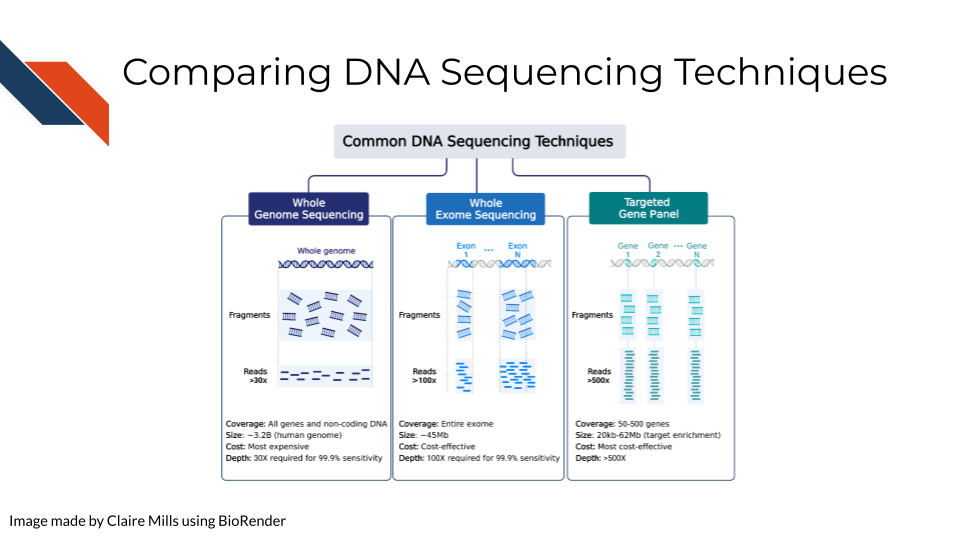 Comparing DNA Sequencing Techniques
Common DNA Sequencing Techniques
Whole
Genome Sequencing
Whole genome
Fragments
Reads
>30x
Coverage: All genes and non-coding DNA
Size: ~3.2B (human genome)
Cost: Most expensive
Depth: 30X required for 99.9% sensitivity
Whole
Exome Sequencing
Exon ... Exon
1 N
Fragments
Reads
>100x
Coverage: Entire exome
Size: ~45Mb
Cost: Cost-effective
Depth: 100X required for 99.9% sensitivity
Targeted
Gene Panel
Gene Gene ... Gene
1 2 N
Fragments
Reads
>500x
Coverage: 50-500 genes
Size: 20kb-62Mb (target enrichment)
Cost: Most cost-effective
Depth: >500X
Image made by Claire Mills using BioRender